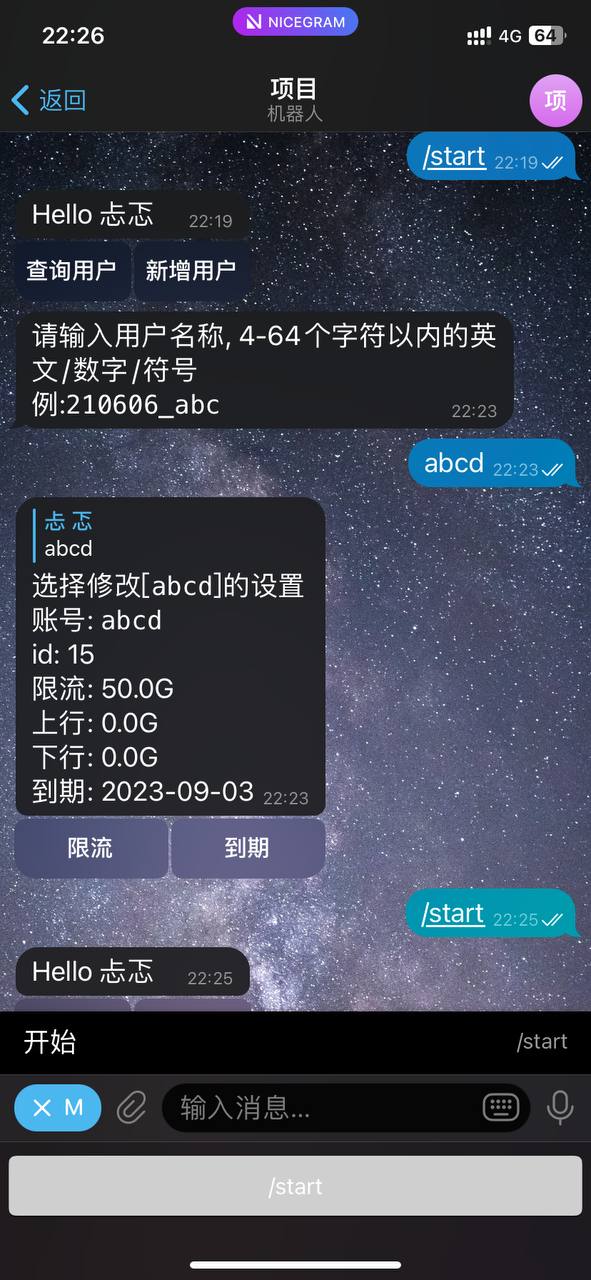 22:26
NICEGRAM
4G 64
返回
项目
机器人
项
/start 22:19
Hello 忐忑 22:19
查询用户 新增用户
请输入用户名称, 4-64个字符以内的英
文/数字/符号
例:210606_abc 22:23
abcd 22:23
忐 忑
abcd
选择修改[abcd]的设置
账号: abcd
id: 15
限流: 50.0G
上行: 0.0G
下行: 0.0G
到期: 2023-09-03 22:23
限流 到期
/start 22:25
Hello 忐忑 22:25
开始 /start
M 输入消息...
/start